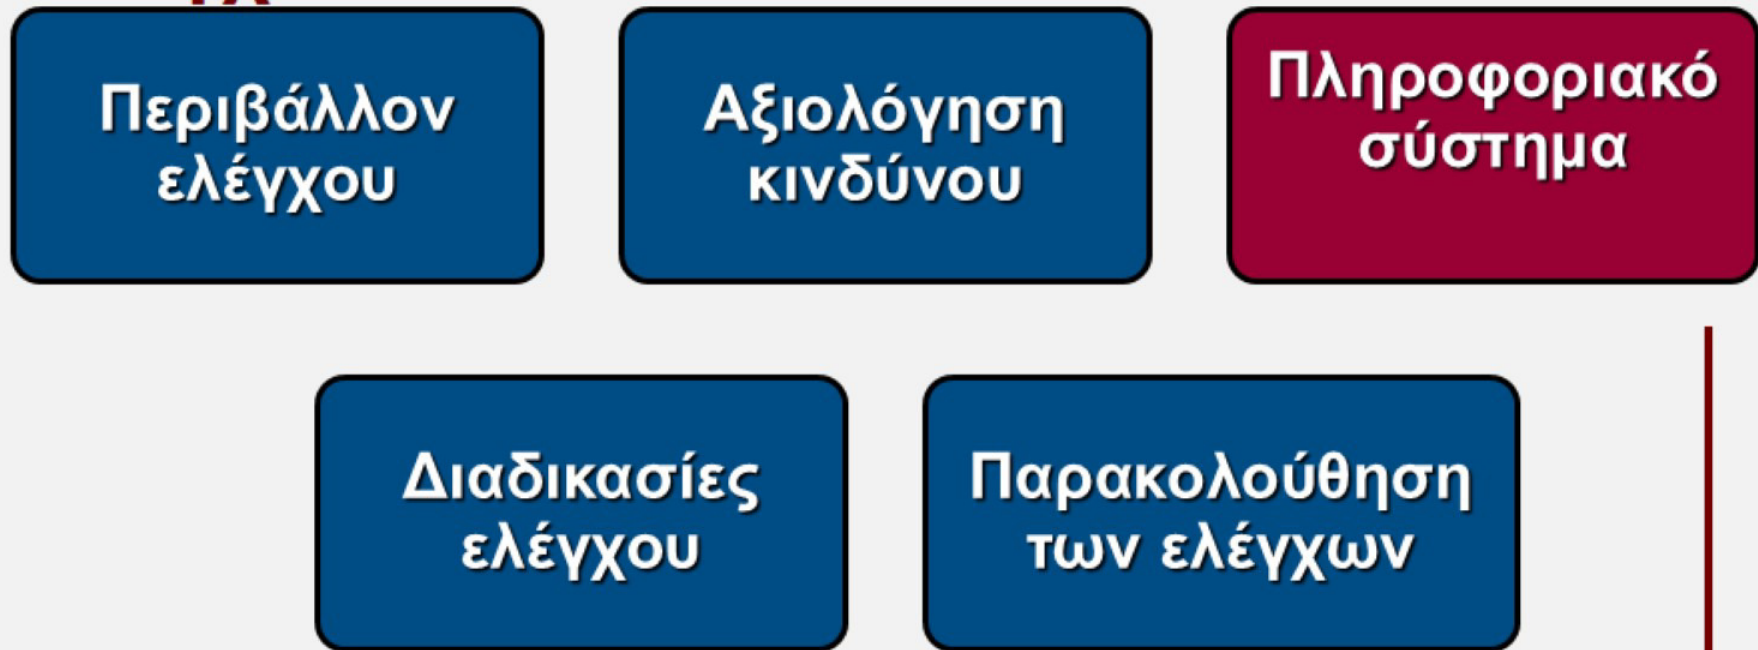 Περιβάλλον
ελέγχου
Αξιολόγηση
κινδύνου
Πληροφοριακό
σύστημα
Διαδικασίες
ελέγχου
Παρακολούθηση
των ελέγχων